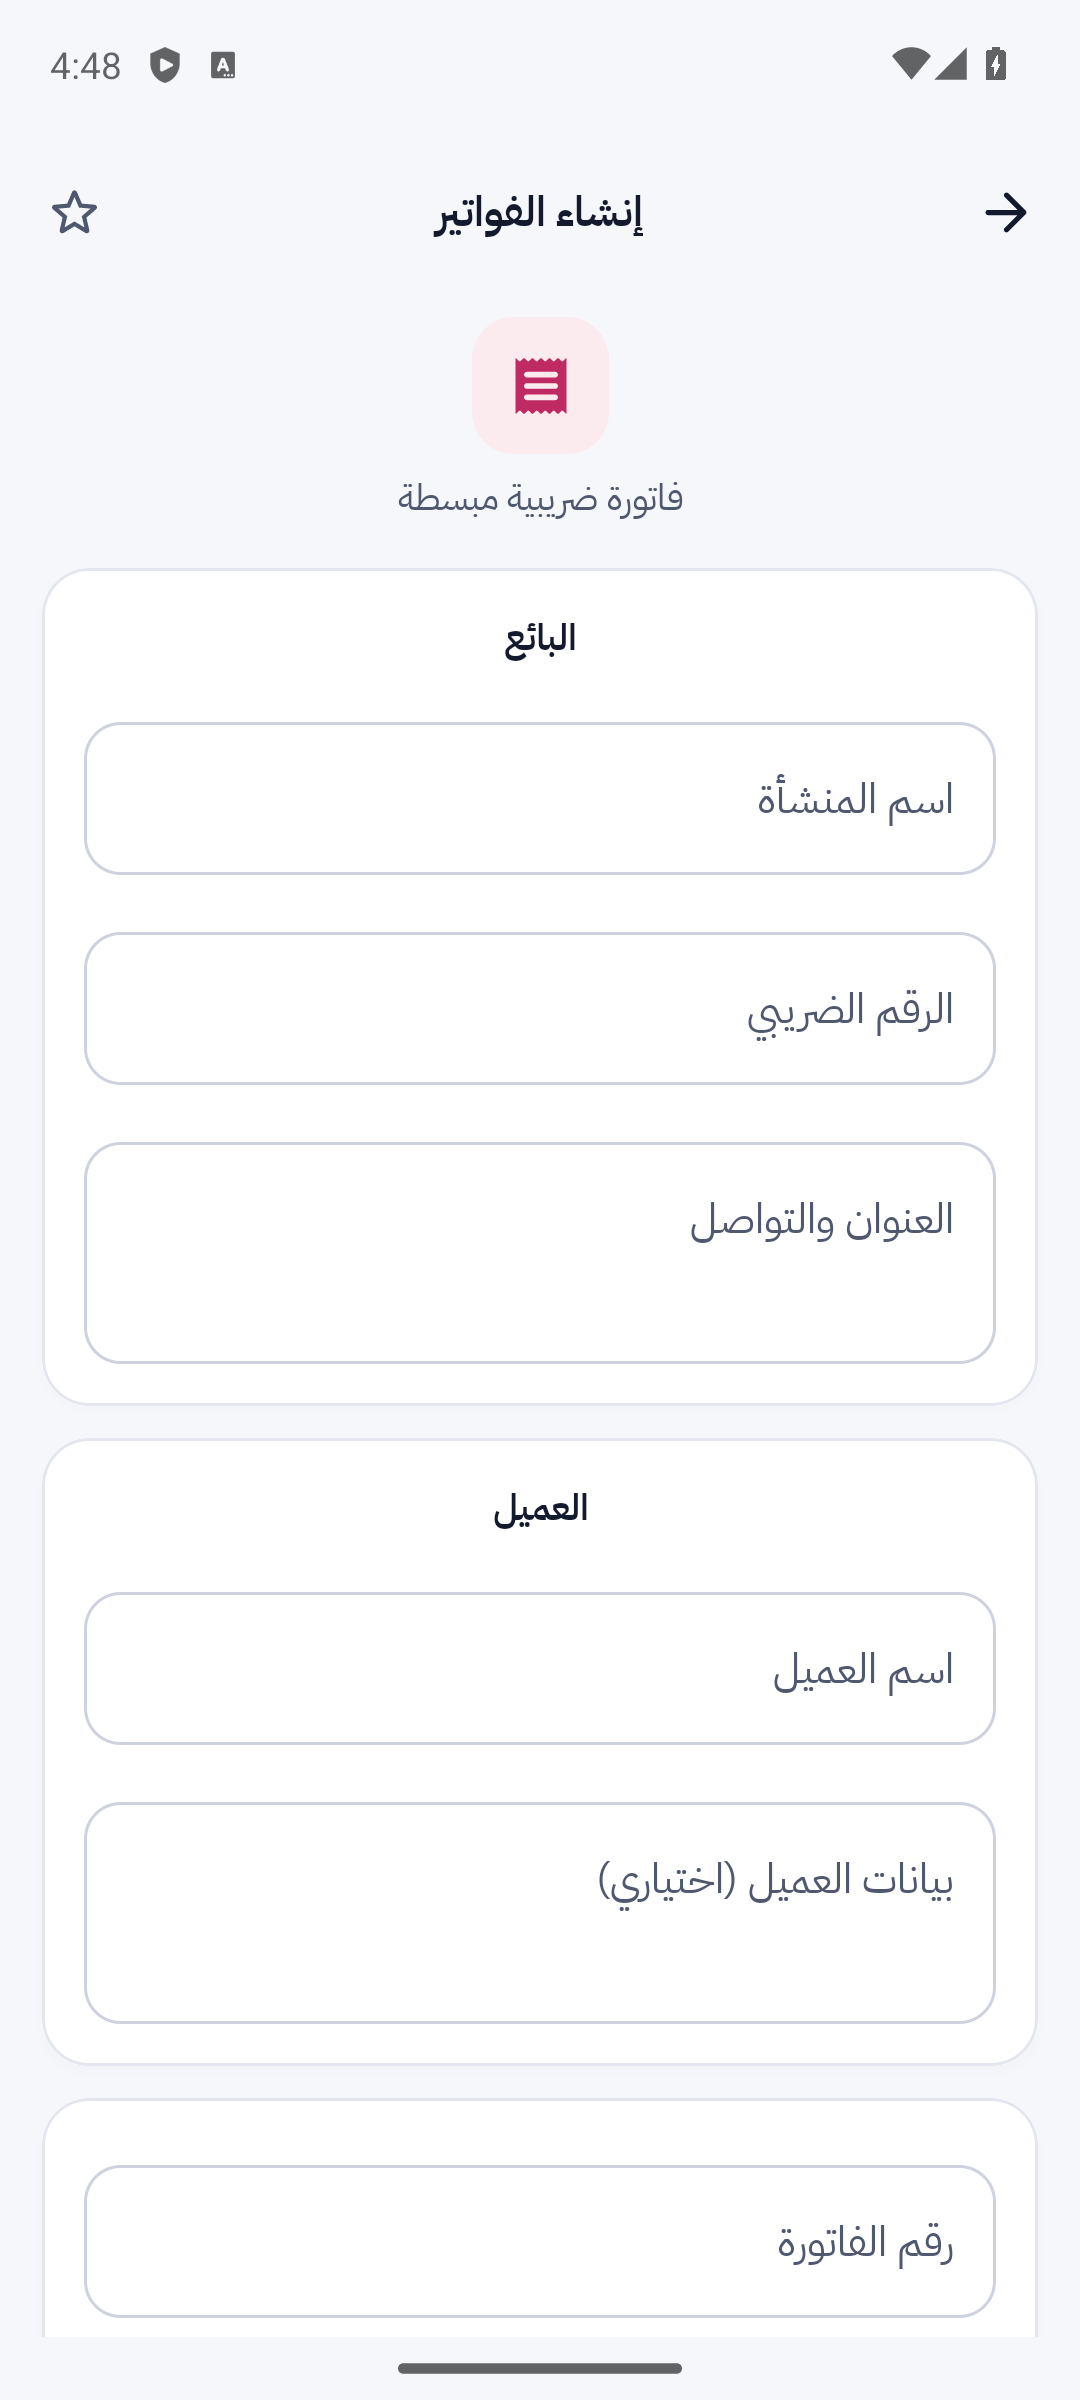 4:48
إنشاء الفواتير
فاتورة ضريبية مبسطة
البائع
اسم المنشأة
الرقم الضريبي
العنوان والتواصل
العميل
اسم العميل
بيانات العميل (اختياري)
رقم الفاتورة